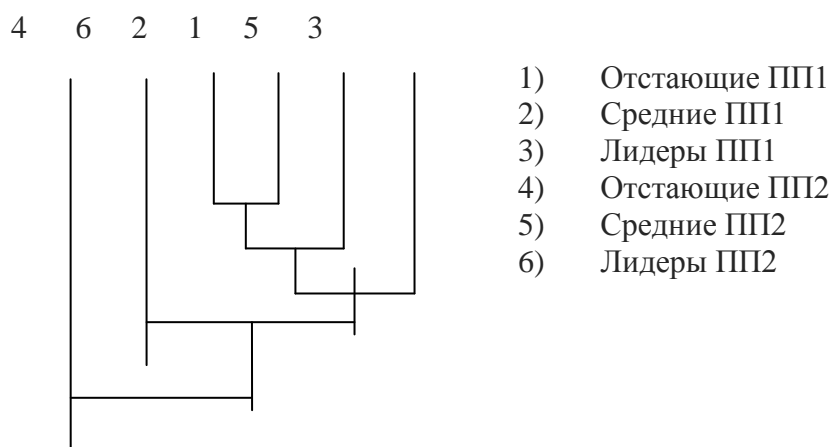 4 6 2 1 5 3
1) Отстающие ПП1
2) Средние ПП1
3) Лидеры ПП1
4) Отстающие ПП2
5) Средние ПП2
6) Лидеры ПП2